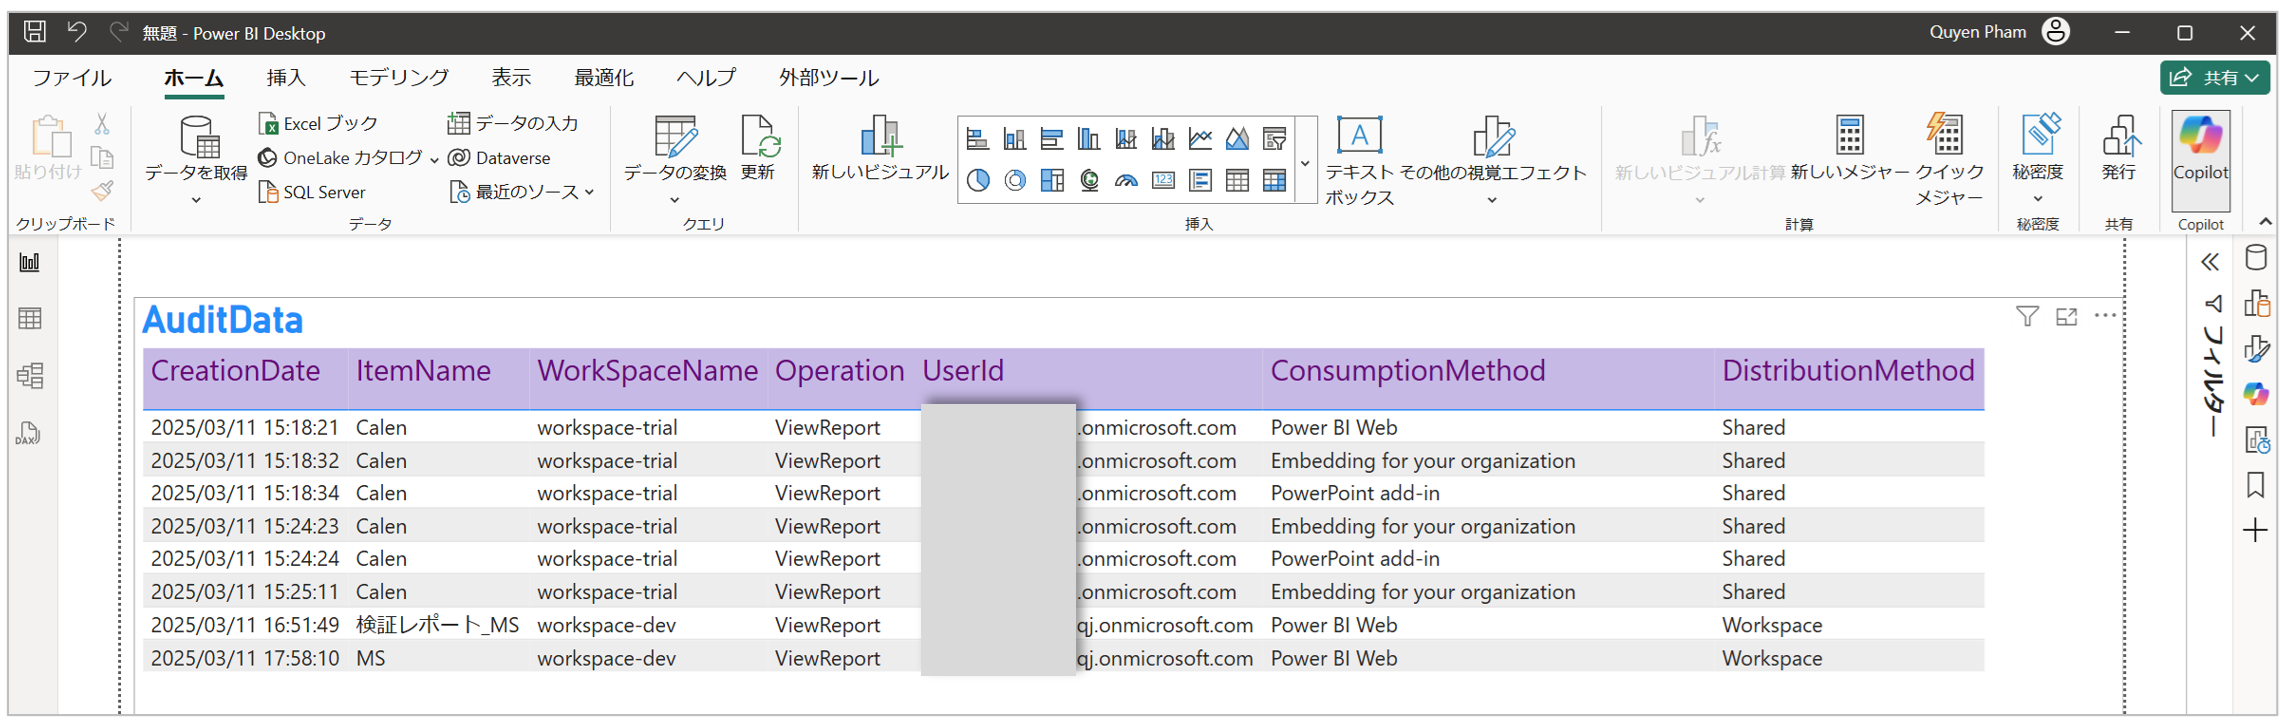 無題 - Power BI Desktop
Quyen Pham
ファイル ホーム 挿入 モデリング 表示 最適化 ヘルプ 外部ツール
共有
貼り付け
クリップボード
データを取得
Excel ブック
OneLake カタログ
SQL Server
データの入力
Dataverse
最近のソース
データ
データの変換
更新
クエリ
新しいビジュアル
123
A
テキスト
ボックス
その他の視覚エフェクト
挿入
新しいビジュアル計算
新しいメジャー
クイック
メジャー
計算
秘密度
秘密度
発行
共有
Copilot
Copilot
DAX
AuditData
CreationDate ItemName WorkSpaceName Operation UserId ConsumptionMethod DistributionMethod
2025/03/11 15:18:21 Calen workspace-trial ViewReport .onmicrosoft.com Power BI Web Shared
2025/03/11 15:18:32 Calen workspace-trial ViewReport .onmicrosoft.com Embedding for your organization Shared
2025/03/11 15:18:34 Calen workspace-trial ViewReport .onmicrosoft.com PowerPoint add-in Shared
2025/03/11 15:24:23 Calen workspace-trial ViewReport .onmicrosoft.com Embedding for your organization Shared
2025/03/11 15:24:24 Calen workspace-trial ViewReport .onmicrosoft.com PowerPoint add-in Shared
2025/03/11 15:25:11 Calen workspace-trial ViewReport .onmicrosoft.com Embedding for your organization Shared
2025/03/11 16:51:49 検証レポート_MS workspace-dev ViewReport qj.onmicrosoft.com Power BI Web Workspace
2025/03/11 17:58:10 MS workspace-dev ViewReport qj.onmicrosoft.com Power BI Web Workspace
フィルター